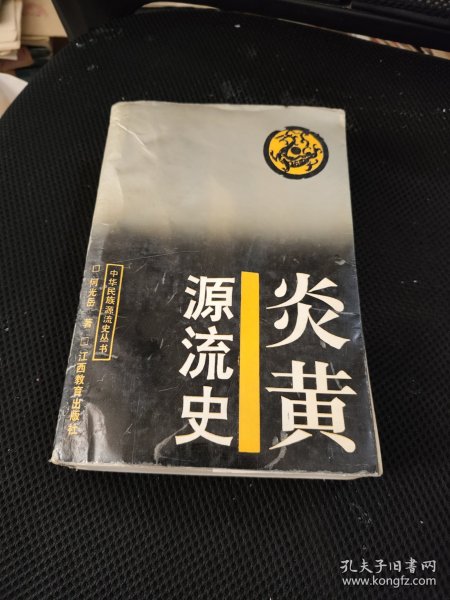 炎黄
源流史
中华民族源流史丛书
□何光岳 著□江西教育出版社
孔夫子旧书网
www.kongfz.com